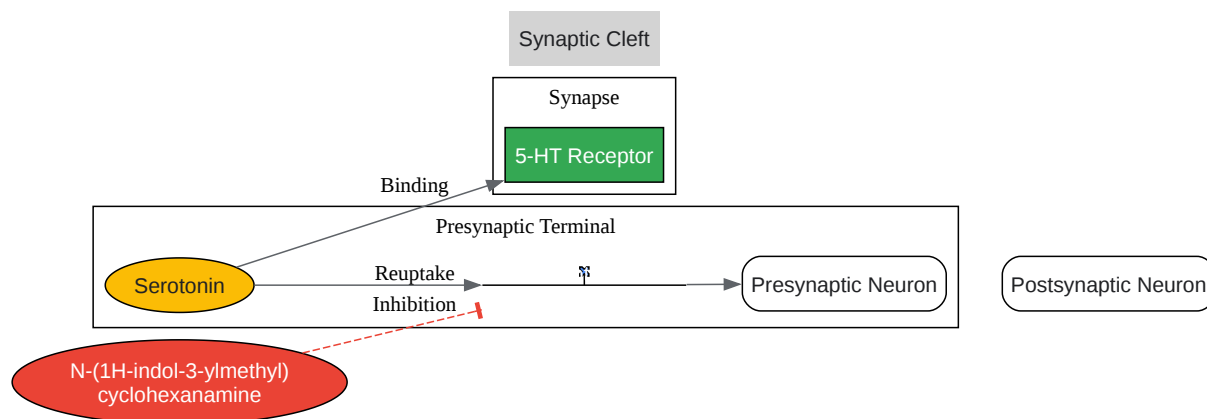 Synaptic Cleft
Synapse
5-HT Receptor
Binding
Presynaptic Terminal
Serotonin
Reuptake
Presynaptic Neuron
Postsynaptic Neuron
Inhibition
N-(1H-indol-3-ylmethyl)
cyclohexanamine